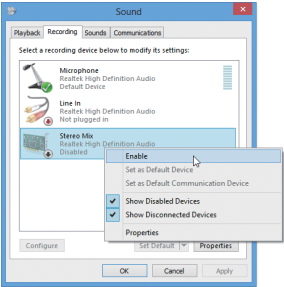 Sound
Playback Recording Sounds Communications
Select a recording device below to modify its settings:
Microphone
Realtek High Definition Audio
Default Device
Line In
Realtek High Definition Audio
Not plugged in
Stereo Mix
Realtek High Definition Audio
Disabled
Enable
Set as Default Device
Set as Default Communication Device
Show Disabled Devices
Show Disconnected Devices
Properties
Configure Set Default Properties
OK Cancel Apply